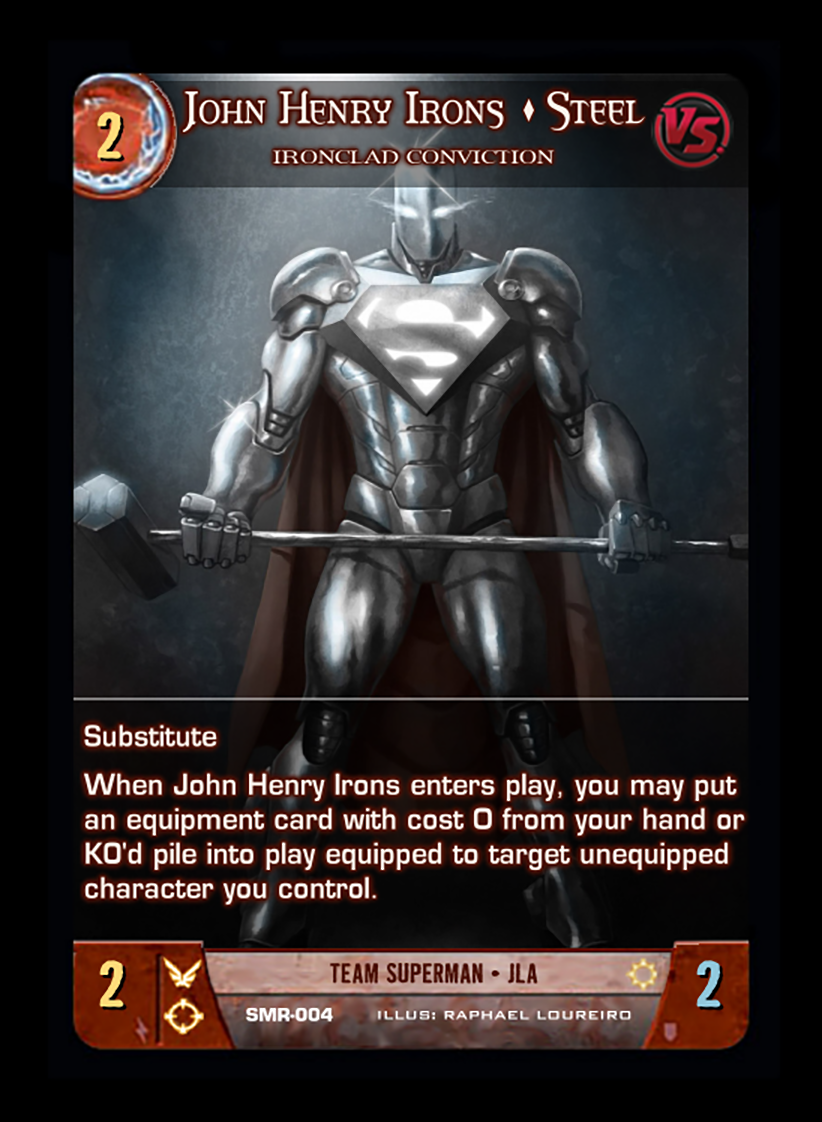 2
John Henry Irons ♦ Steel
VS.
Ironclad Conviction
Substitute
When John Henry Irons enters play, you may put
an equipment card with cost 0 from your hand or
KO'd pile into play equipped to target unequipped
character you control.
2
TEAM SUPERMAN • JLA
2
SMR-004 ILLUS: RAPHAEL LOUREIRO